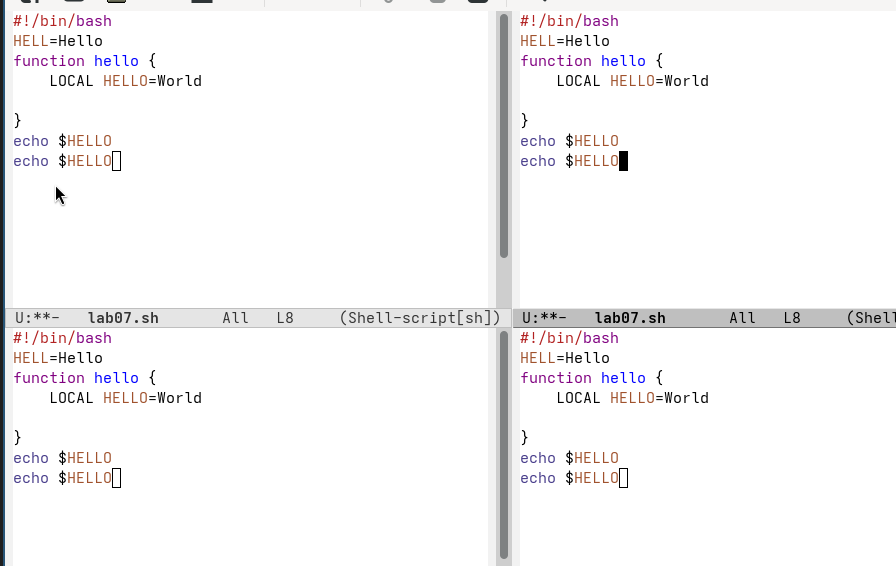 #!/bin/bash
HELL=Hello
function hello {
    LOCAL HELLO=World

}
echo $HELLO
echo $HELLO
U:**-   lab07.sh       All   L8     (Shell-script[sh])
#!/bin/bash
HELL=Hello
function hello {
    LOCAL HELLO=World

}
echo $HELLO
echo $HELLO
U:**-   lab07.sh       All   L8     (Shell
#!/bin/bash
HELL=Hello
function hello {
    LOCAL HELLO=World

}
echo $HELLO
echo $HELLO
#!/bin/bash
HELL=Hello
function hello {
    LOCAL HELLO=World

}
echo $HELLO
echo $HELLO